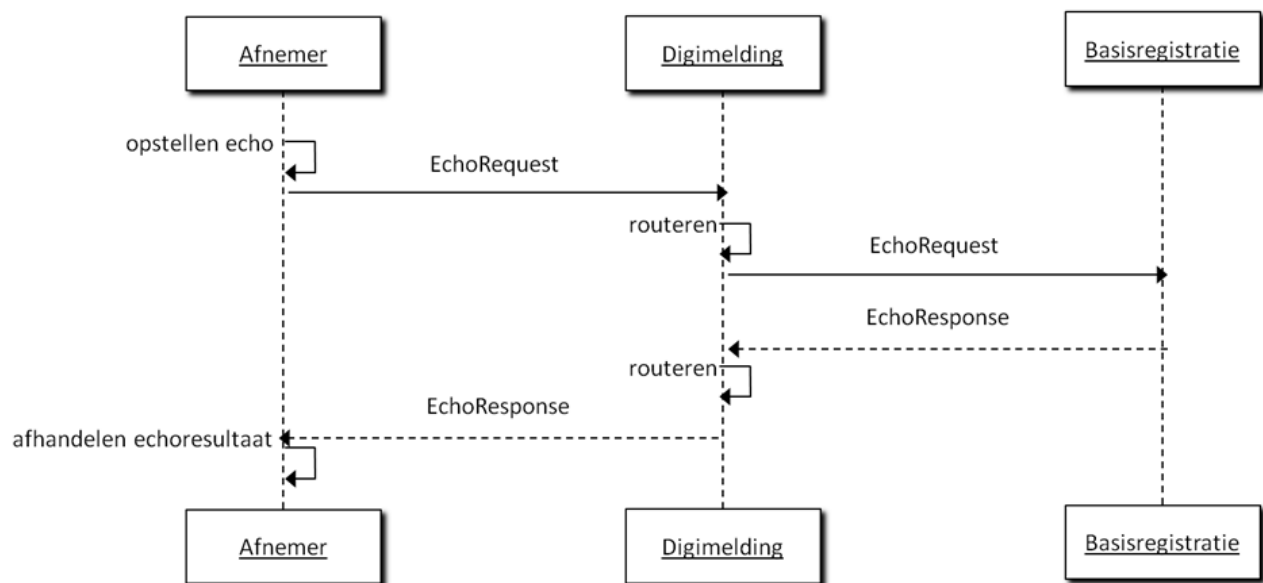 Afnemer
Digimelding
Basisregistratie
opstellen echo
EchoRequest
routeren
EchoRequest
EchoResponse
routeren
EchoResponse
afhandelen echoresultaat
Afnemer
Digimelding
Basisregistratie